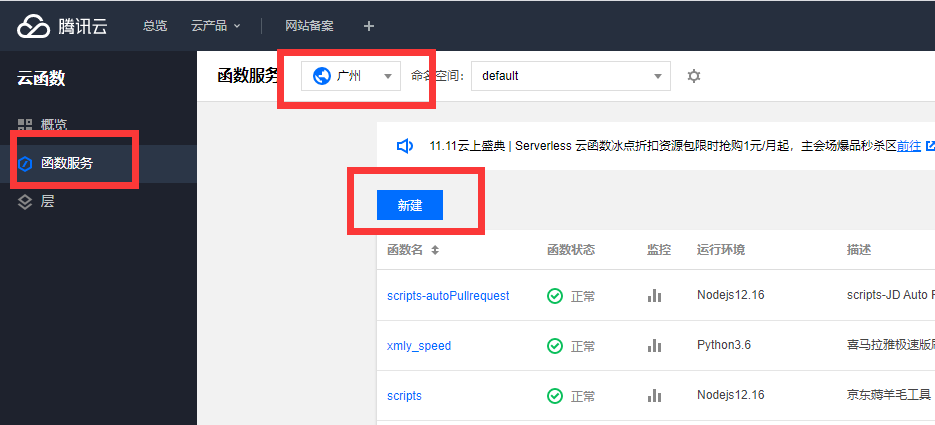 腾讯云 总览 云产品 网站备案
云函数 函数服务 广州 命名空间: default
概览
函数服务
层
11.11云上盛典 | Serverless 云函数冰点折扣资源包限时抢购1元/月起，主会场爆品秒杀区前往
新建
函数名 函数状态 监控 运行环境 描述
scripts-autoPullrequest 正常 Nodejs12.16 scripts-JD Auto
xmly_speed 正常 Python3.6 喜马拉雅极速版
scripts 正常 Nodejs12.16 京东薅羊毛工具